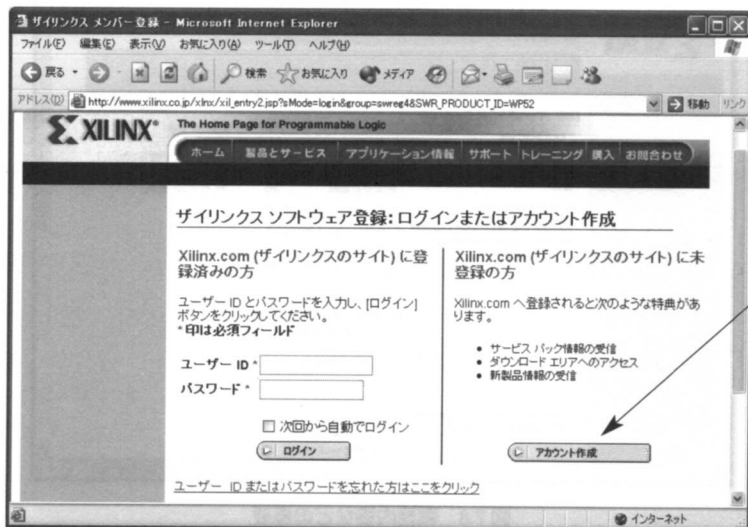 ザイリンクス メンバー登録 - Microsoft Internet Explorer
ファイル(F) 編集(E) 表示(V) お気に入り(A) ツール(T) ヘルプ(H)
戻る 検索 お気に入り メディア
アドレス(D) http://www.xilinx.co.jp/xlnx/xil_entry2.jsp?sMode=login&group=swreg4&SWR_PRODUCT_ID=WP52 移動 リンク
XILINX® The Home Page for Programmable Logic
ホーム 製品とサービス アプリケーション情報 サポート トレーニング 購入 お問合わせ
ザイリンクス ソフトウェア登録: ログインまたはアカウント作成
Xilinx.com (ザイリンクスのサイト) に登
録済みの方
ユーザー ID とパスワードを入力し、[ログイン]
ボタンをクリックしてください。
* 印は必須フィールド
ユーザー ID *
パスワード *
次回から自動でログイン
ログイン
ユーザー ID またはパスワードを忘れた方はここをクリック
Xilinx.com (ザイリンクスのサイト) に未
登録の方
Xilinx.com へ登録されると次のような特典があ
ります。
• サービス パック情報の受信
• ダウンロード エリアへのアクセス
• 新製品情報の受信
アカウント作成
インターネット